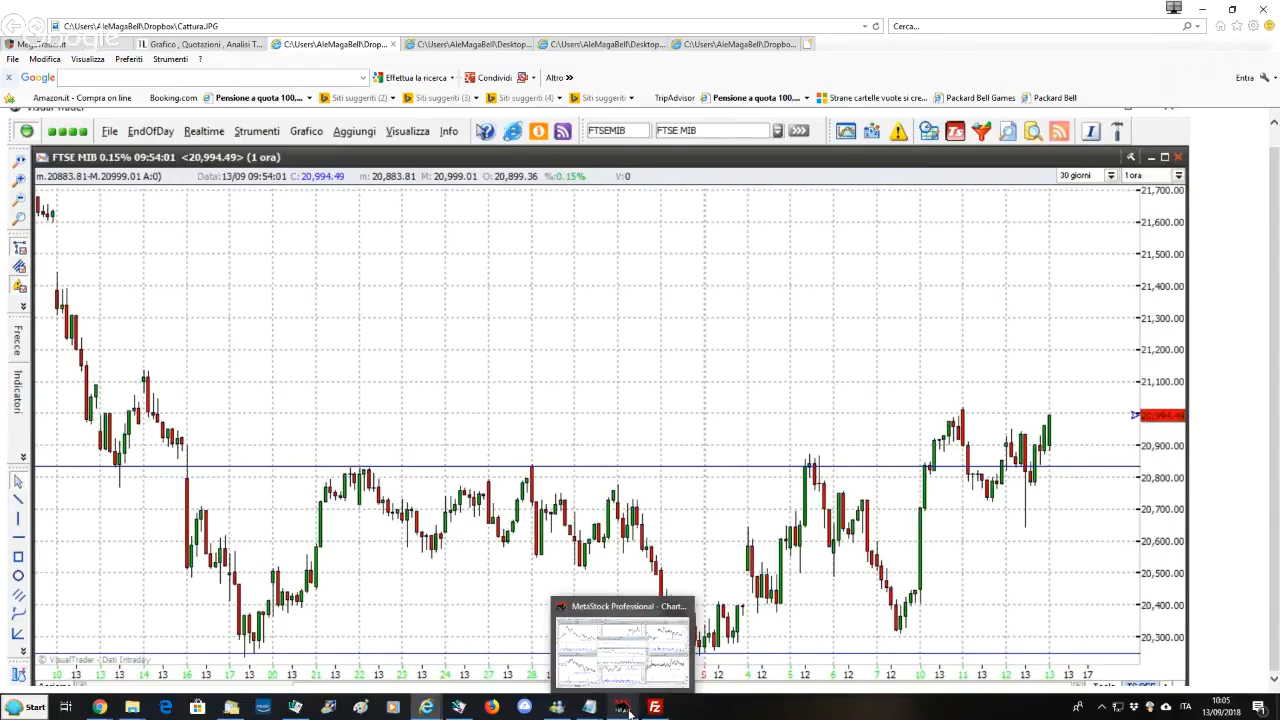 C:\Users\AleMagaBell\Dropbox\Cattura.JPG
Cerca...
Grafico , Quotazioni , Analisi T...
C:\Users\AleMagaBell\Drop...
C:\Users\AleMagaBell\Desktop...
C:\Users\AleMagaBell\Desktop...
C:\Users\AleMagaBell\Dropbo...
File Modifica Visualizza Preferiti Strumenti ?
Google
Effettua la ricerca
Condividi
Altro »
Entra
Amazon.it - Compra on line
Booking.com
Pensione a quota 100,...
Siti suggeriti (2)
Siti suggeriti (3)
Siti suggeriti (4)
Siti suggeriti
TripAdvisor
Pensione a quota 100,...
Strane cartelle vuote si cre...
Packard Bell Games
Packard Bell
File EndOfDay Realtime Strumenti Grafico Aggiungi Visualizza Info
FTSEMIB
FTSE MIB
Ts
FTSE MIB 0.15% 09:54:01 <20,994.49> (1 ora)
m.20883.81-M.20999.01 A:0)
Data:13/09 09:54:01 C: 20,994.49 m: 20,883.81 M: 20,999.01 O: 20,899.36 %:0.15% V:0
30 giorni
1 ora
21,700.00
21,600.00
21,500.00
21,400.00
21,300.00
21,200.00
21,100.00
20,994.49
20,900.00
20,800.00
20,700.00
20,600.00
20,500.00
20,400.00
20,300.00
Frecce
Indicatori
MetaStock Professional - Chart...
© VisualTrader - Dati Intraday
10 13 13 13 14 13 16 13 17 13 20 13 21 13 22 13 23 13 24 13 27 13 28
12 4 12 5 12 6 12 7 12 10 13 11 13 12 13 13 13 17
Start
ITA
10:05
13/09/2018